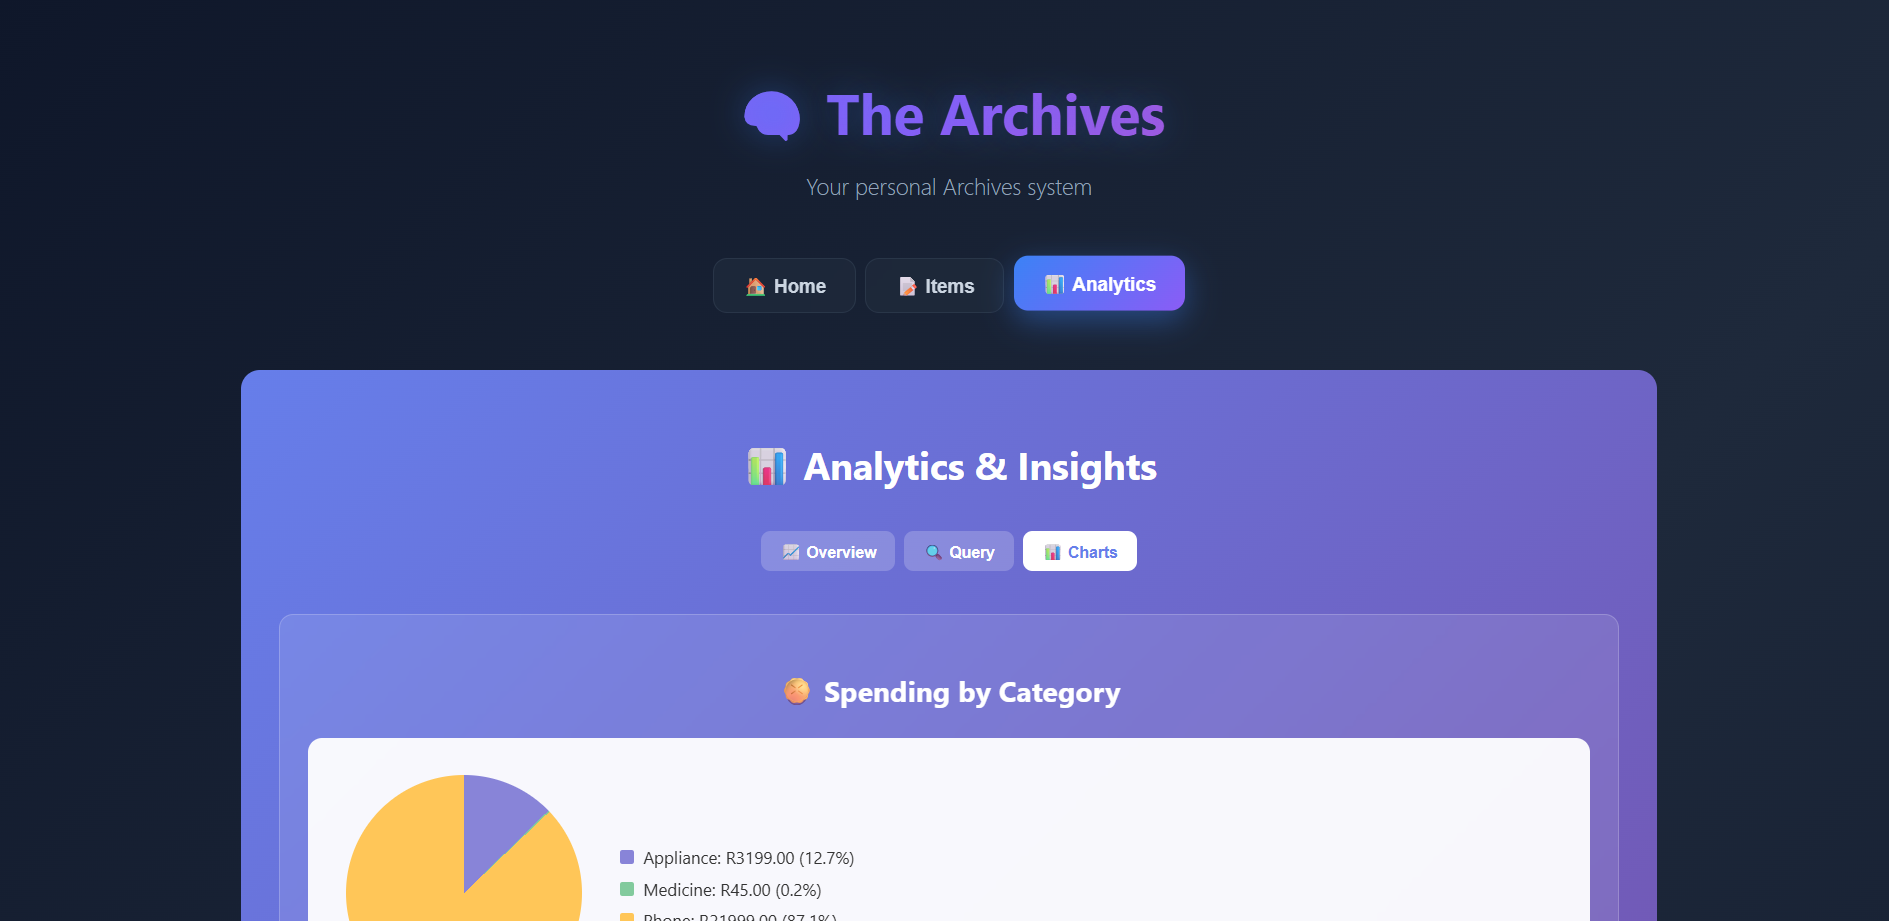 The Archives
Your personal Archives system
Home
Items
Analytics
Analytics & Insights
Overview
Query
Charts
Spending by Category
Appliance: R3199.00 (12.7%)
Medicine: R45.00 (0.2%)
Phone: R21999.00 (87.1%)